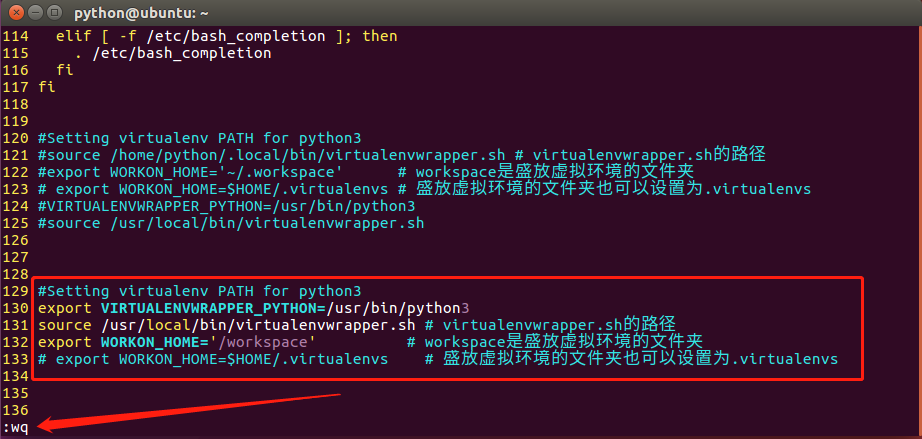 python@ubuntu: ~
114   elif [ -f /etc/bash_completion ]; then
115     . /etc/bash_completion
116   fi
117 fi
118
119
120 #Setting virtualenv PATH for python3
121 #source /home/python/.local/bin/virtualenvwrapper.sh # virtualenvwrapper.sh的路径
122 #export WORKON_HOME='~/.workspace'      # workspace是盛放虚拟环境的文件夹
123 # export WORKON_HOME=$HOME/.virtualenvs # 盛放虚拟环境的文件夹也可以设置为.virtualenvs
124 #VIRTUALENVWRAPPER_PYTHON=/usr/bin/python3
125 #source /usr/local/bin/virtualenvwrapper.sh
126
127
128
129 #Setting virtualenv PATH for python3
130 export VIRTUALENVWRAPPER_PYTHON=/usr/bin/python3
131 source /usr/local/bin/virtualenvwrapper.sh # virtualenvwrapper.sh的路径
132 export WORKON_HOME='/workspace'          # workspace是盛放虚拟环境的文件夹
133 # export WORKON_HOME=$HOME/.virtualenvs    # 盛放虚拟环境的文件夹也可以设置为.virtualenvs
134
135
136
:wq